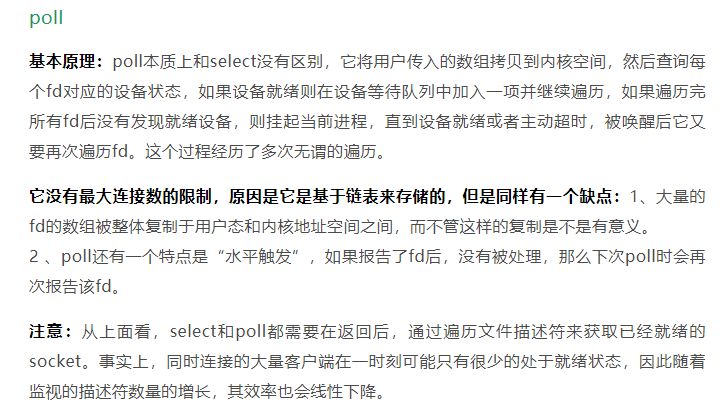 poll
基本原理：poll本质上和select没有区别，它将用户传入的数组拷贝到内核空间，然后查询每
个fd对应的设备状态，如果设备就绪则在设备等待队列中加入一项并继续遍历，如果遍历完
所有fd后没有发现就绪设备，则挂起当前进程，直到设备就绪或者主动超时，被唤醒后它又
要再次遍历fd。这个过程经历了多次无谓的遍历。
它没有最大连接数的限制，原因是它是基于链表来存储的，但是同样有一个缺点：1、大量的
fd的数组被整体复制于用户态和内核地址空间之间，而不管这样的复制是不是有意义。
2 、poll还有一个特点是“水平触发”，如果报告了fd后，没有被处理，那么下次poll时会再
次报告该fd。
注意：从上面看，select和poll都需要在返回后，通过遍历文件描述符来获取已经就绪的
socket。事实上，同时连接的大量客户端在一时刻可能只有很少的处于就绪状态，因此随着
监视的描述符数量的增长，其效率也会线性下降。